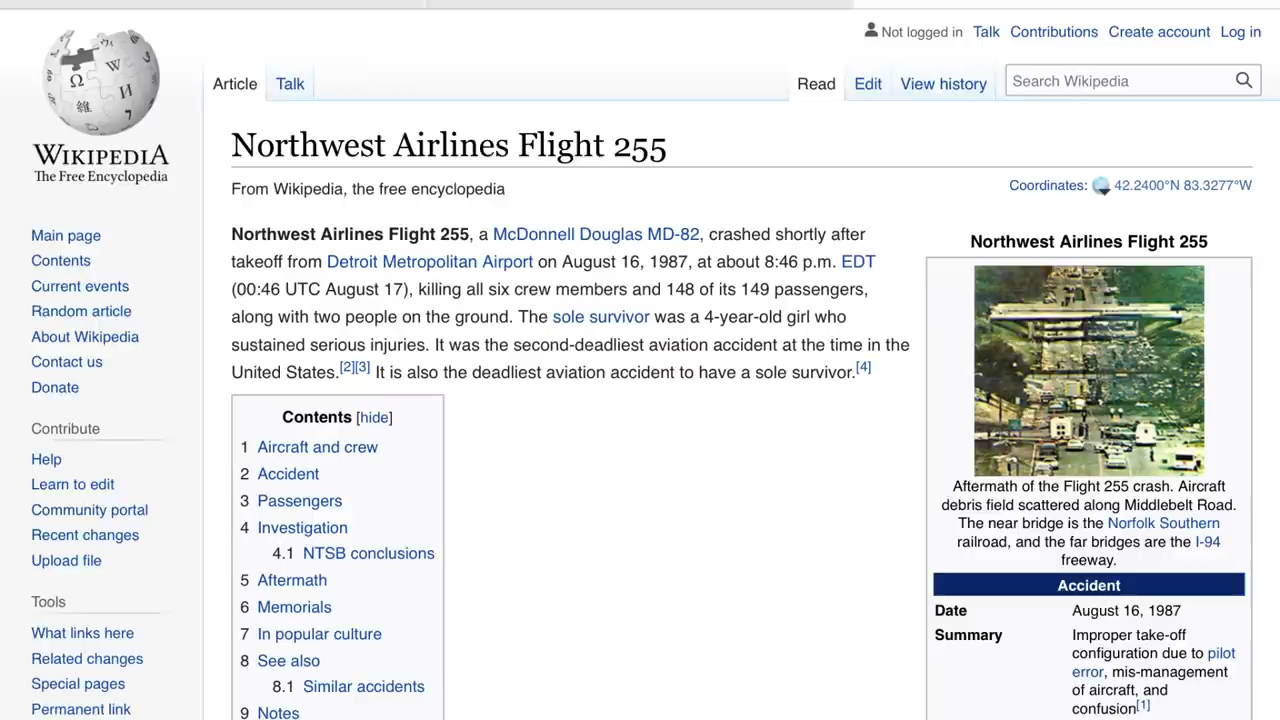 Not logged in Talk Contributions Create account Log in
Article Talk Read Edit View history Search Wikipedia
Ω W И 維
WIKIPEDIA
The Free Encyclopedia
Main page
Contents
Current events
Random article
About Wikipedia
Contact us
Donate
Contribute
Help
Learn to edit
Community portal
Recent changes
Upload file
Tools
What links here
Related changes
Special pages
Permanent link
Northwest Airlines Flight 255
From Wikipedia, the free encyclopedia
Coordinates: 42.2400°N 83.3277°W
Northwest Airlines Flight 255, a McDonnell Douglas MD-82, crashed shortly after
takeoff from Detroit Metropolitan Airport on August 16, 1987, at about 8:46 p.m. EDT
(00:46 UTC August 17), killing all six crew members and 148 of its 149 passengers,
along with two people on the ground. The sole survivor was a 4-year-old girl who
sustained serious injuries. It was the second-deadliest aviation accident at the time in the
United States.[2][3] It is also the deadliest aviation accident to have a sole survivor.[4]
Contents [hide]
1 Aircraft and crew
2 Accident
3 Passengers
4 Investigation
4.1 NTSB conclusions
5 Aftermath
6 Memorials
7 In popular culture
8 See also
8.1 Similar accidents
9 Notes
Northwest Airlines Flight 255
Aftermath of the Flight 255 crash. Aircraft
debris field scattered along Middlebelt Road.
The near bridge is the Norfolk Southern
railroad, and the far bridges are the I-94
freeway.
Accident
Date August 16, 1987
Summary Improper take-off
configuration due to pilot
error, mis-management
of aircraft, and
confusion[1]